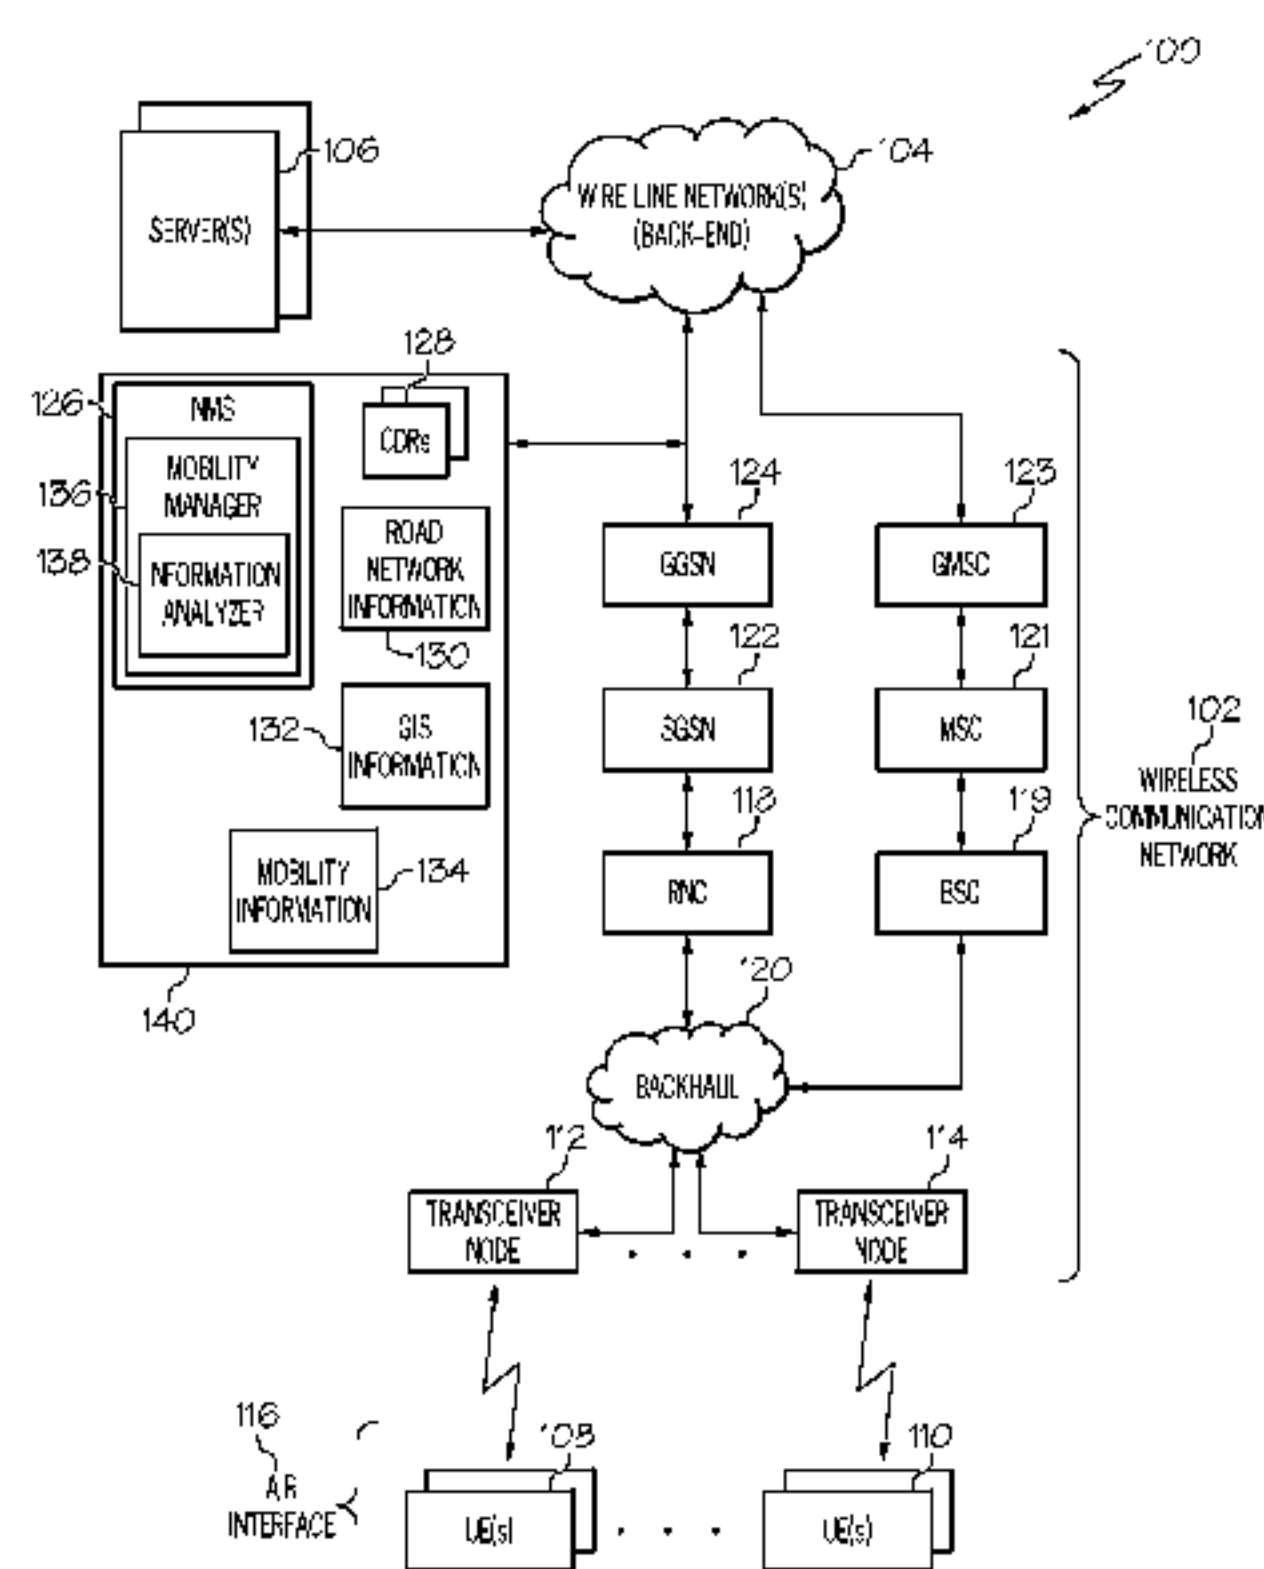 100
106
SERVER(S)
104
WIRE LINE NETWORK(S)
(BACK-END)
128
126
NMS
CDRs
MOBILITY
MANAGER
136
124
123
ROAD
NETWORK
INFORMATION
138
INFORMATION
ANALYZER
GGSN
GMSC
130
122
121
132
GIS
INFORMATION
SGSN
MSC
102
WIRELESS
COMMUNICATION
NETWORK
118
119
MOBILITY
INFORMATION
134
RNC
BSC
120
140
BACKHAUL
112
114
TRANSCEIVER
NODE
TRANSCEIVER
NODE
116
AIR
INTERFACE
108
110
UE(s)
UE(s)